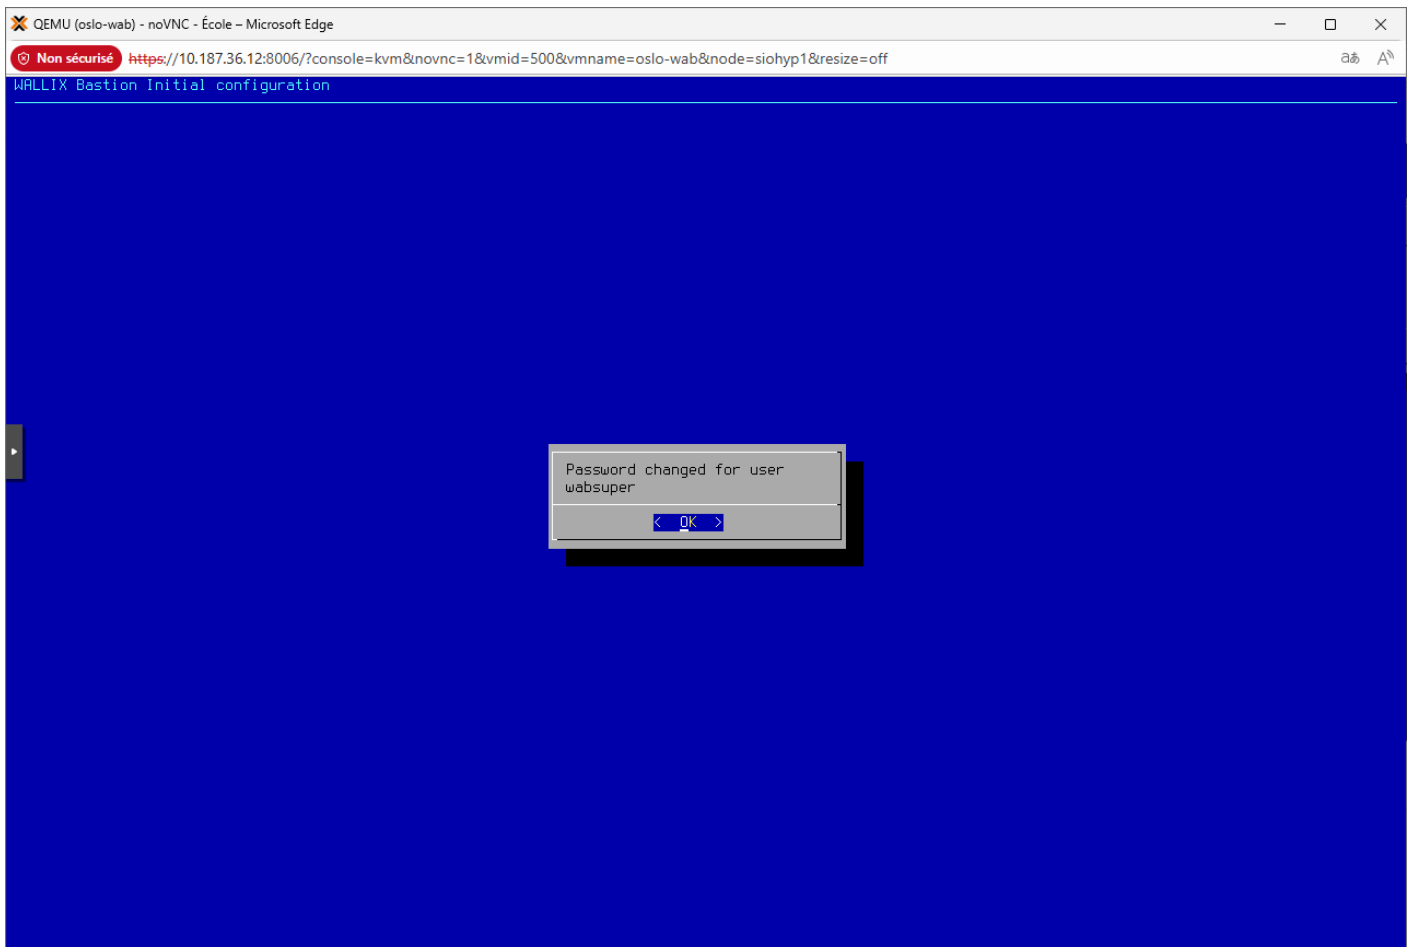 QEMU (oslo-wab) - noVNC - École – Microsoft Edge
Non sécurisé https://10.187.36.12:8006/?console=kvm&novnc=1&vmid=500&vmname=oslo-wab&node=siohyp1&resize=off aあ A
WALLIX Bastion Initial configuration
Password changed for user
wabsuper
< OK >